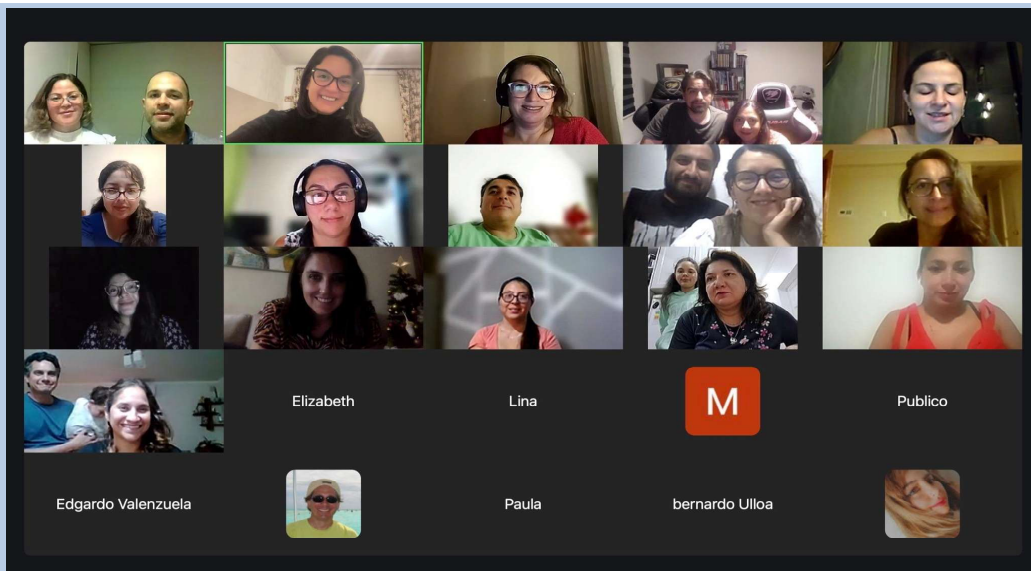 Elizabeth
Lina
M
Publico
Edgardo Valenzuela
Paula
bernardo Ulloa